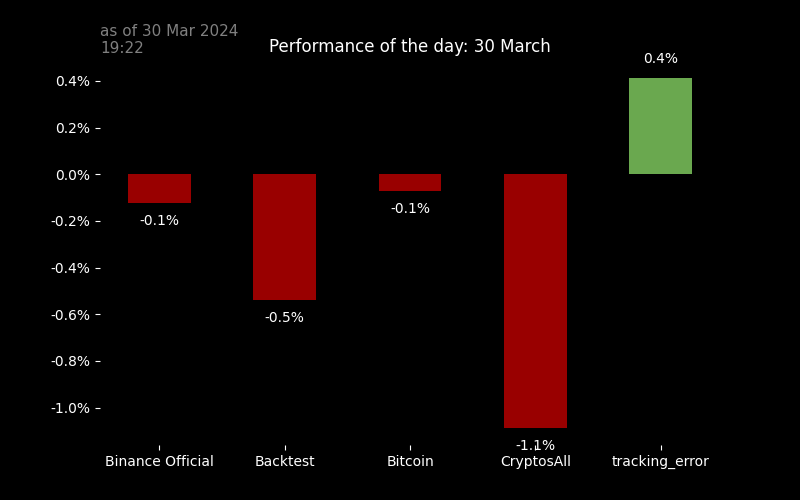 as of 30 Mar 2024
19:22
Performance of the day: 30 March
0.4%
0.4%
0.2%
0.0%
-0.2%
-0.4%
-0.6%
-0.8%
-1.0%
-0.1%
-0.5%
-0.1%
-1.1%
Binance Official
Backtest
Bitcoin
CryptosAll
tracking_error